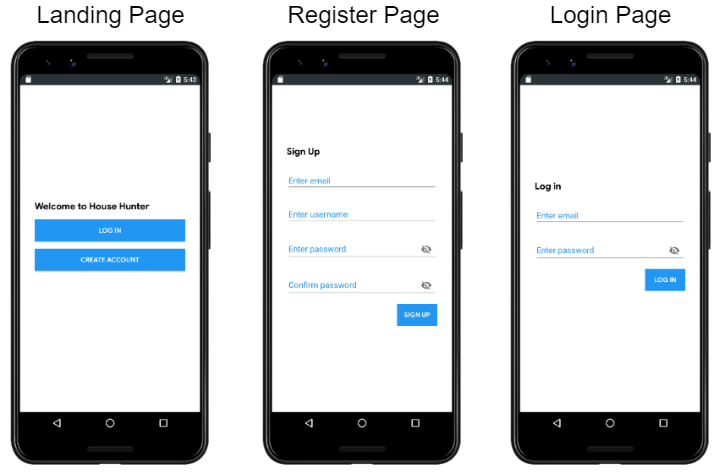 Landing Page
Register Page
Login Page
5:43
Welcome to House Hunter
LOG IN
CREATE ACCOUNT
5:44
Sign Up
Enter email
Enter username
Enter password
Confirm password
SIGN UP
5:44
Log in
Enter email
Enter password
LOG IN